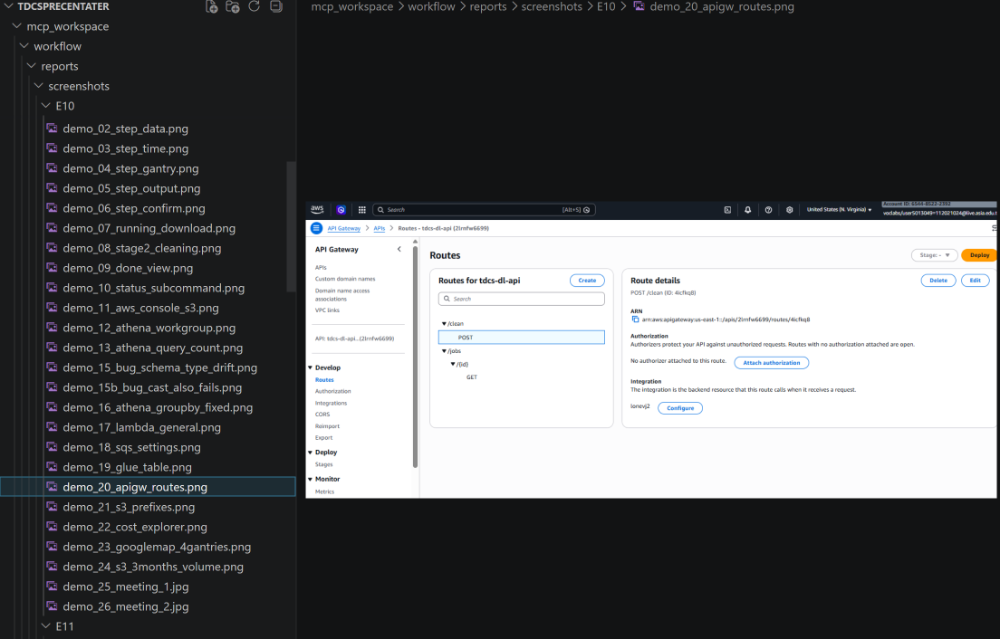 TDCSPRECENTATER
mcp_workspace
workflow
reports
screenshots
E10
demo_02_step_data.png
demo_03_step_time.png
demo_04_step_gantry.png
demo_05_step_output.png
demo_06_step_confirm.png
demo_07_running_download.png
demo_08_stage2_cleaning.png
demo_09_done_view.png
demo_10_status_subcommand.png
demo_11_aws_console_s3.png
demo_12_athena_workgroup.png
demo_13_athena_query_count.png
demo_15_bug_schema_type_drift.png
demo_15b_bug_cast_also_fails.png
demo_16_athena_groupby_fixed.png
demo_17_lambda_general.png
demo_18_sqs_settings.png
demo_19_glue_table.png
demo_20_apigw_routes.png
demo_21_s3_prefixes.png
demo_22_cost_explorer.png
demo_23_googlemap_4gantries.png
demo_24_s3_3months_volume.png
demo_25_meeting_1.jpg
demo_26_meeting_2.jpg
E11
mcp_workspace > workflow > reports > screenshots > E10 > demo_20_apigw_routes.png
aws
Search
[Alt+S]
United States (N. Virginia)
Account ID: 6544-8522-2392
API Gateway > APIs > Routes - tdcs-dl-api (2lrnfw6699)
API Gateway
APIs
Custom domain names
Domain name access
associations
VPC links
API: tdcs-dl-api...(2lrnfw6699)
Develop
Routes
Authorization
Integrations
CORS
Reimport
Export
Deploy
Stages
Monitor
Metrics
Routes
Stage: -
Deploy
Routes for tdcs-dl-api
Create
Search
/clean
POST
/jobs
/{id}
GET
Route details
Delete
Edit
POST /clean (ID: 4icfkq8)
ARN
arn:aws:apigateway:us-east-1::/apis/2lrnfw6699/routes/4icfkq8
Authorization
Authorizers protect your API against unauthorized requests. Routes with no authorization attached are open.
No authorizer attached to this route.
Attach authorization
Integration
The integration is the backend resource that this route calls when it receives a request.
lonevj2
Configure